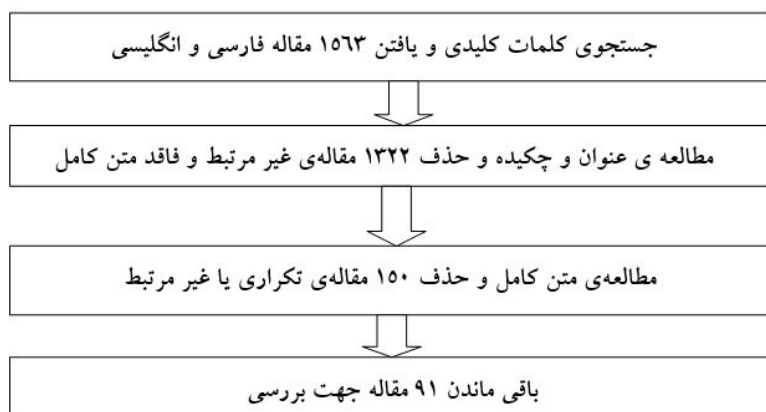 جستجوی کلمات کلیدی و یافتن ۱۵۶۳ مقاله فارسی و انگلیسی
مطالعه ی عنوان و چکیده و حذف ۱۳۲۲ مقاله‌ی غیر مرتبط و فاقد متن کامل
مطالعه‌ی متن کامل و حذف ۱۵۰ مقاله‌ی تکراری یا غیر مرتبط
باقی ماندن ۹۱ مقاله جهت بررسی